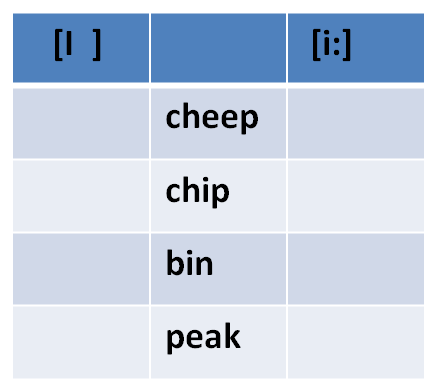 [I ] [i:]
cheep
chip
bin
peak